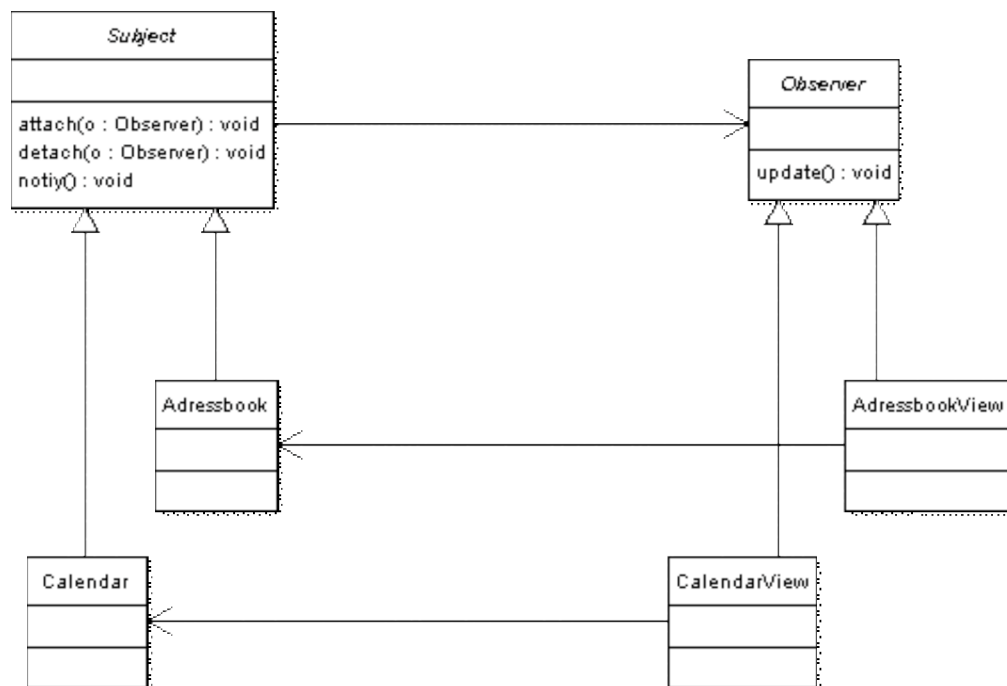 Subject
attach(o : Observer) : void
detach(o : Observer) : void
notiy() : void
Observer
update() : void
Adressbook
AdressbookView
Calendar
CalendarView